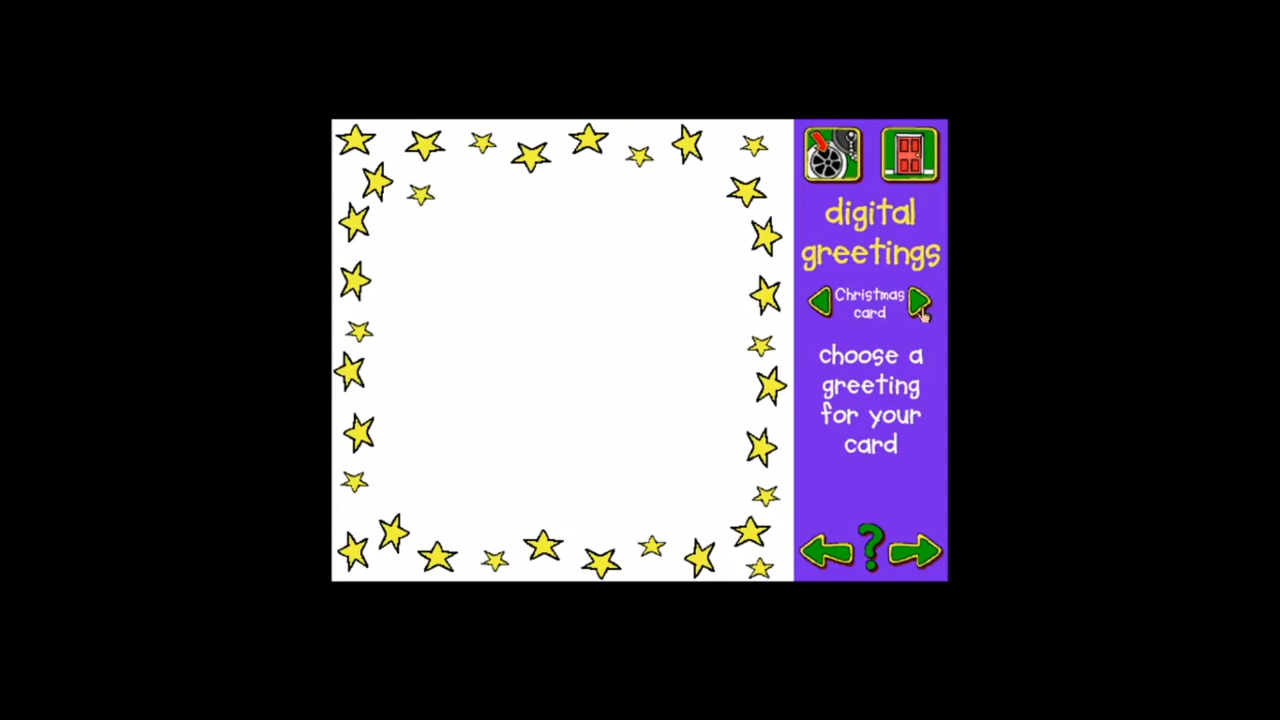 digital
greetings
Christmas
card
choose a
greeting
for your
card
?